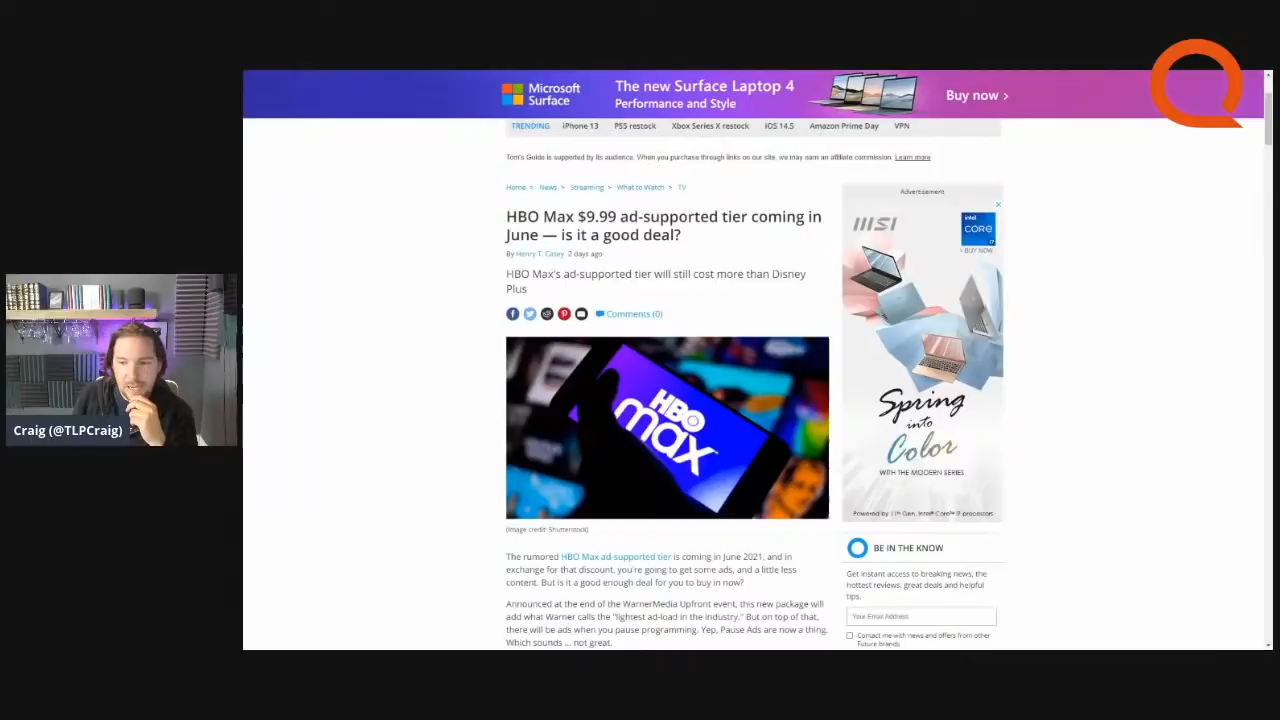 Microsoft
Surface
The new Surface Laptop 4
Performance and Style
Buy now >
TRENDING iPhone 13 PS5 restock Xbox Series X restock iOS 14.5 Amazon Prime Day VPN
Tom's Guide is supported by its audience. When you purchase through links on our site, we may earn an affiliate commission. Learn more
Home > News > Streaming > What to Watch > TV
HBO Max $9.99 ad-supported tier coming in
June — is it a good deal?
By Henry T. Casey 2 days ago
HBO Max's ad-supported tier will still cost more than Disney
Plus
Comments (0)
HBO
max
(Image credit: Shutterstock)
The rumored HBO Max ad-supported tier is coming in June 2021, and in
exchange for that discount, you're going to get some ads, and a little less
content. But is it a good enough deal for you to buy in now?
Announced at the end of the WarnerMedia Upfront event, this new package will
add what Warner calls the "lightest ad-load in the industry." But on top of that,
there will be ads when you pause programming. Yep, Pause Ads are now a thing.
Which sounds ... not great.
Advertisement
msi
intel
CORE
i7
> BUY NOW
Spring
into
Color
WITH THE MODERN SERIES
Powered by 11th Gen. Intel® Core™ i7 processors
BE IN THE KNOW
Get instant access to breaking news, the
hottest reviews, great deals and helpful
tips.
Your Email Address
Contact me with news and offers from other
Future brands
Craig (@TLPCraig)